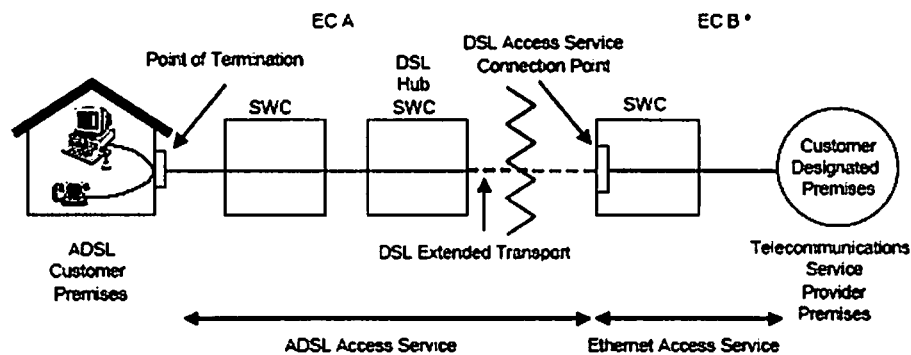 EC A
EC B *
Point of Termination
DSL
Hub
SWC
DSL Access Service
Connection Point
SWC
SWC
Customer
Designated
Premises
DSL Extended Transport
ADSL
Customer
Premises
Telecommunications
Service
Provider
Premises
ADSL Access Service
Ethernet Access Service